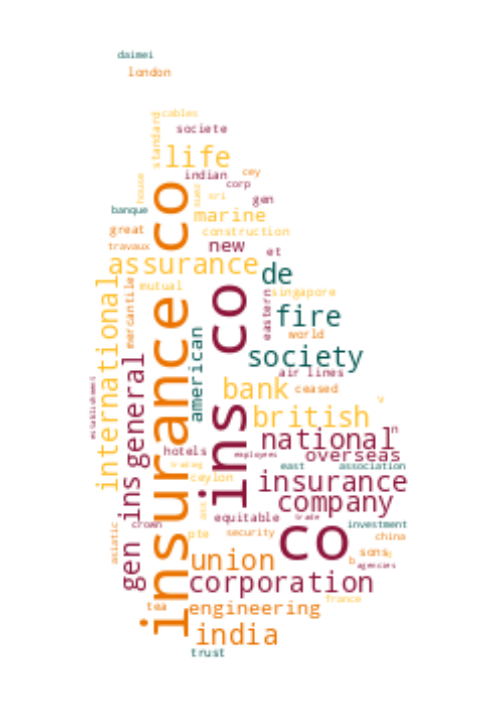 daimei
london
cables
standard
societe
life
indian
cey
corp
house
suez
sri
gen
banque
marine
great
construction
travaux
new
et
assurance
de
mutual
singapore
international
mercantile
insurance co
ins co
eastern
fire
world
american
society
air lines
general
bank
ceased
establishment
v
british
national
n
hotels
employees
overseas
trading
east
association
ceylon
insurance
gen ins
company
ass
equitable
trade
crown
investment
asiatic
pte
security
co
china
sons
union
b
agencies
corporation
france
tea
engineering
india
trust